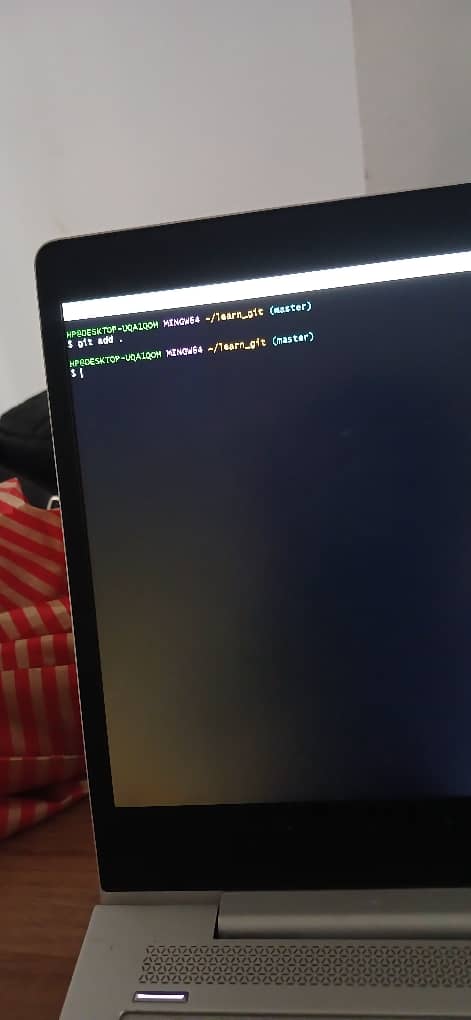 HP@DESKTOP-UQA1QOM MINGW64 ~/learn_git (master)
$ git add .
HP@DESKTOP-UQA1QOM MINGW64 ~/learn_git (master)
$